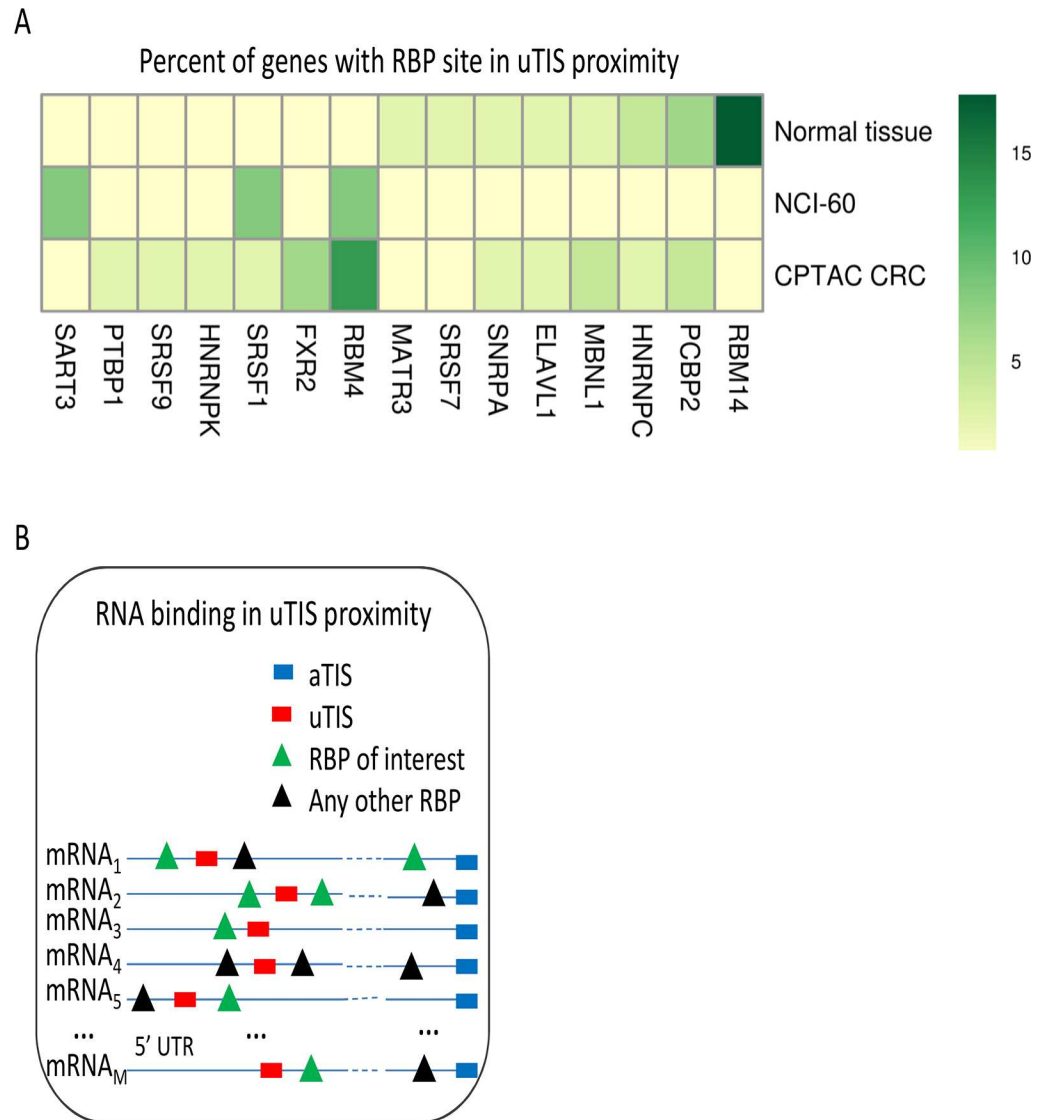 A
Percent of genes with RBP site in uTIS proximity
Normal tissue
NCI-60
CPTAC CRC
15
10
5
SART3
PTBP1
SRSF9
HNRNPK
SRSF1
FXR2
RBM4
MATR3
SRSF7
SNRPA
ELAVL1
MBNL1
HNRNPC
PCBP2
RBM14
B
RNA binding in uTIS proximity
aTIS
uTIS
RBP of interest
Any other RBP
mRNA₁
mRNA₂
mRNA₃
mRNA₄
mRNA₅
... ... ...
5' UTR
mRNA_M